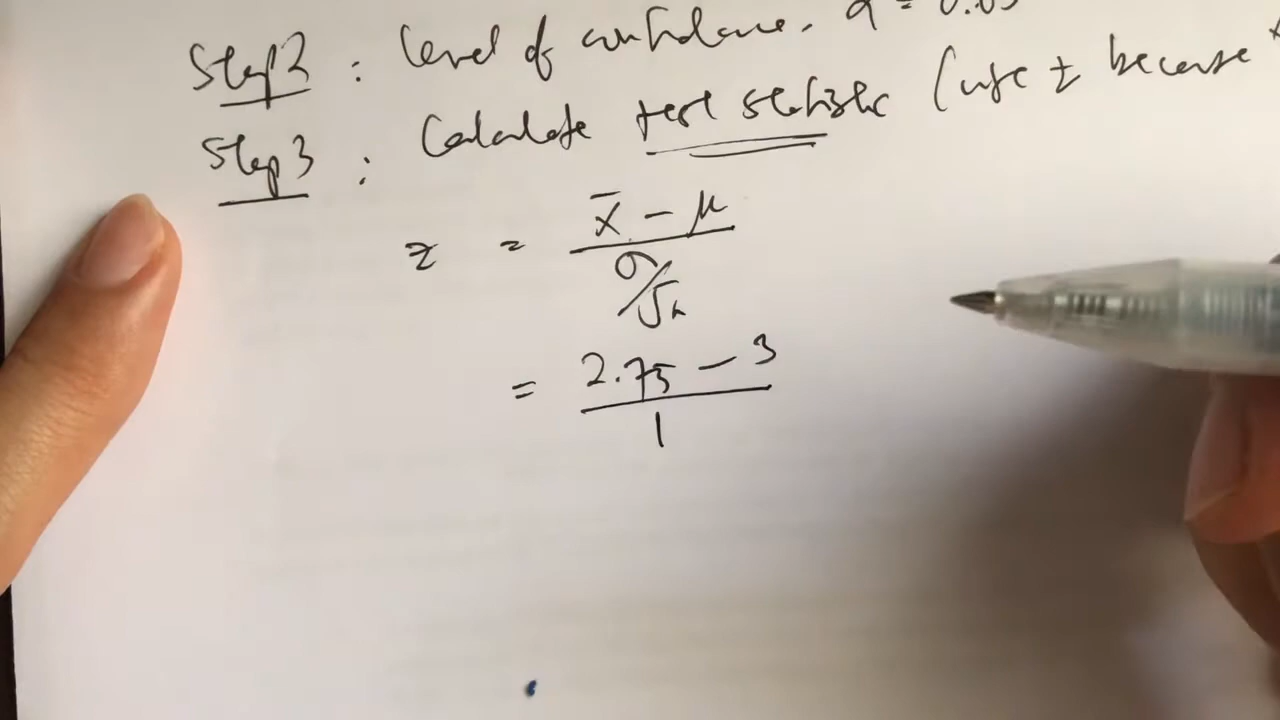 Step 2 : level of confidence. α = 0.05
Step 3 : Calculate test statistic (use z because
z = x̄ - μ
σ/√n
= 2.75 - 3
1